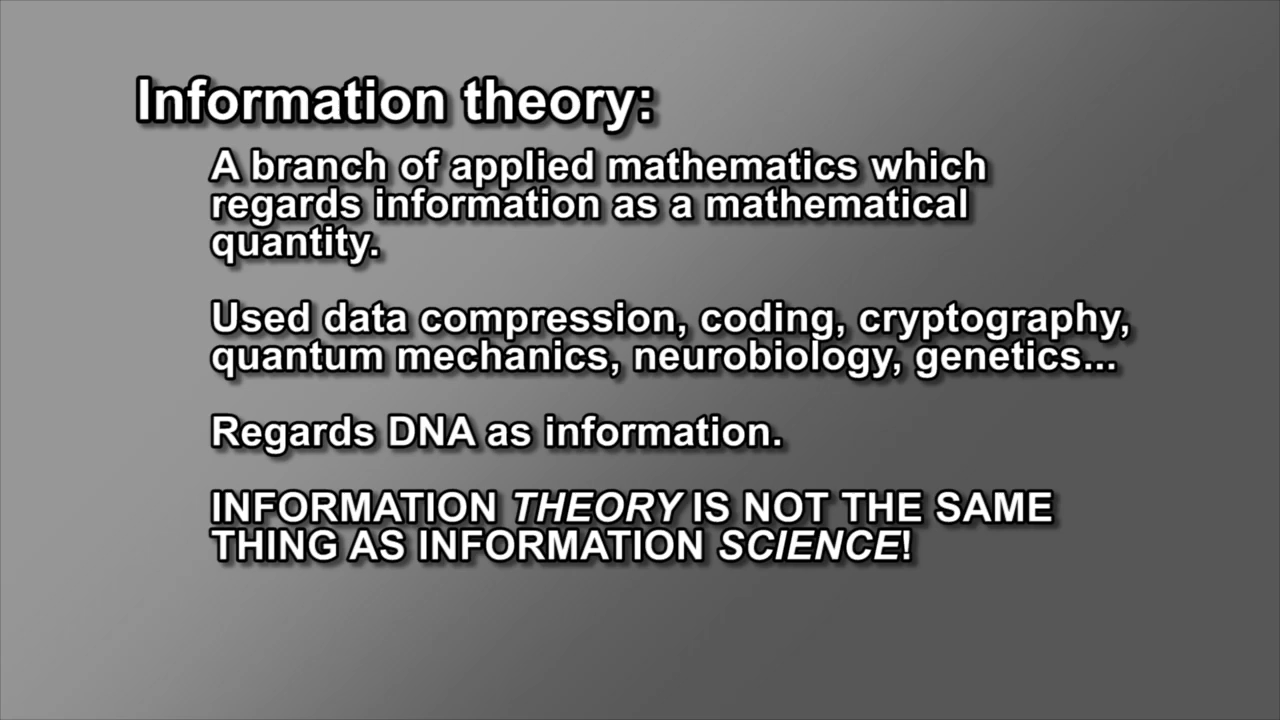 Information theory:
A branch of applied mathematics which
regards information as a mathematical
quantity.
Used data compression, coding, cryptography,
quantum mechanics, neurobiology, genetics...
Regards DNA as information.
INFORMATION THEORY IS NOT THE SAME
THING AS INFORMATION SCIENCE!